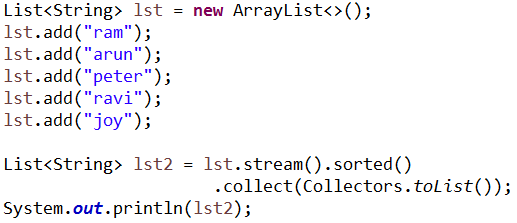 List<String> lst = new ArrayList<>();
lst.add("ram");
lst.add("arun");
lst.add("peter");
lst.add("ravi");
lst.add("joy");

List<String> lst2 = lst.stream().sorted()
                    .collect(Collectors.toList());
System.out.println(lst2);